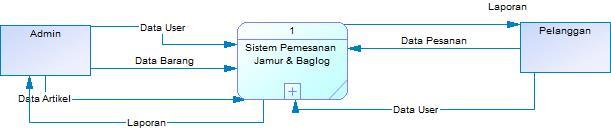 Laporan
1
Admin
Data User
Pelanggan
Sistem Pemesanan
Jamur & Baglog
Data Pesanan
Data Barang
Data Artikel
Data User
Laporan